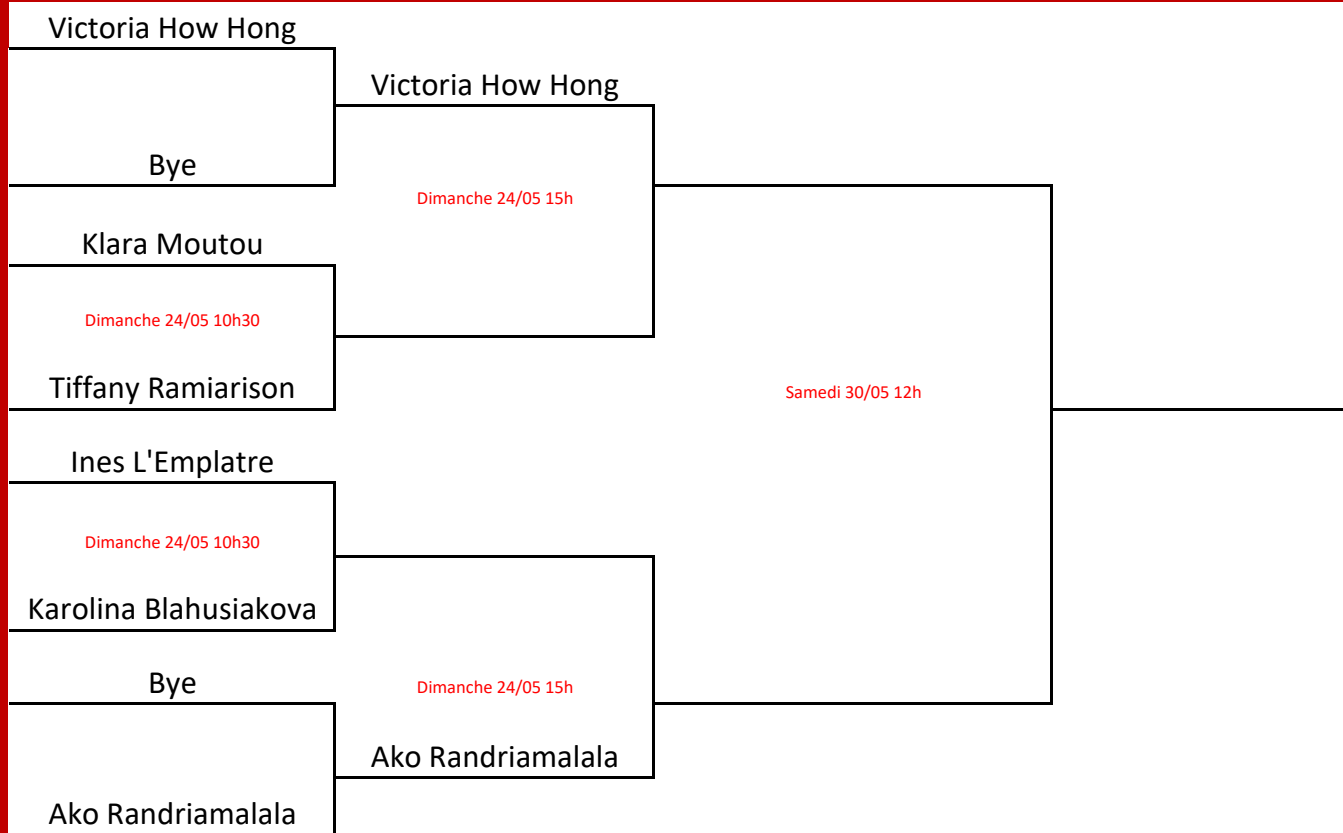 Victoria How Hong
Victoria How Hong
Bye
Dimanche 24/05 15h
Klara Moutou
Dimanche 24/05 10h30
Tiffany Ramiarison
Samedi 30/05 12h
Ines L'Emplatre
Dimanche 24/05 10h30
Karolina Blahusiakova
Bye
Dimanche 24/05 15h
Ako Randriamalala
Ako Randriamalala